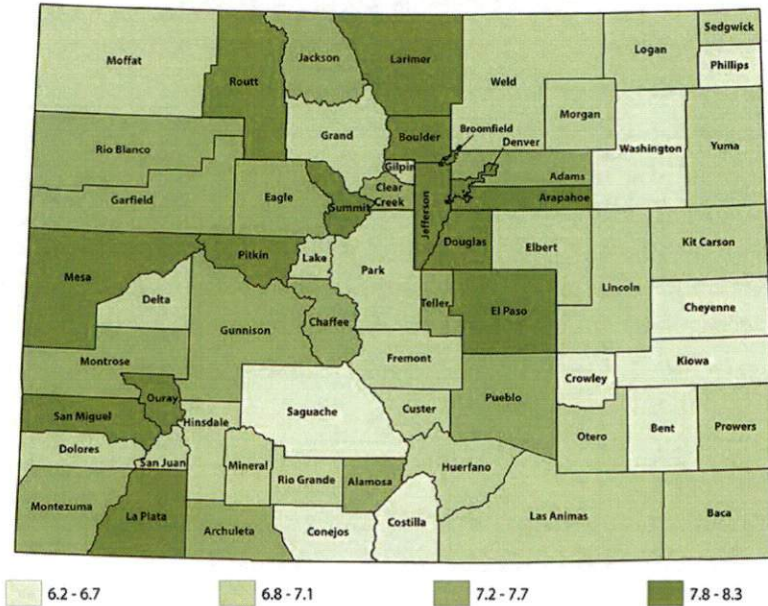 Moffat
Routt
Jackson
Larimer
Weld
Logan
Sedgwick
Phillips
Morgan
Grand
Boulder
Broomfield
Denver
Washington
Yuma
Rio Blanco
Gilpin
Adams
Garfield
Eagle
Clear
Creek
Summit
Arapahoe
Jefferson
Pitkin
Lake
Douglas
Elbert
Kit Carson
Mesa
Park
Lincoln
Delta
Teller
El Paso
Cheyenne
Chaffee
Gunnison
Montrose
Fremont
Kiowa
Crowley
Ouray
Pueblo
San Miguel
Hinsdale
Saguache
Custer
Otero
Bent
Prowers
Dolores
San Juan
Mineral
Rio Grande
Alamosa
Huerfano
Montezuma
La Plata
Archuleta
Conejos
Costilla
Las Animas
Baca
6.2 - 6.7
6.8 - 7.1
7.2 - 7.7
7.8 - 8.3